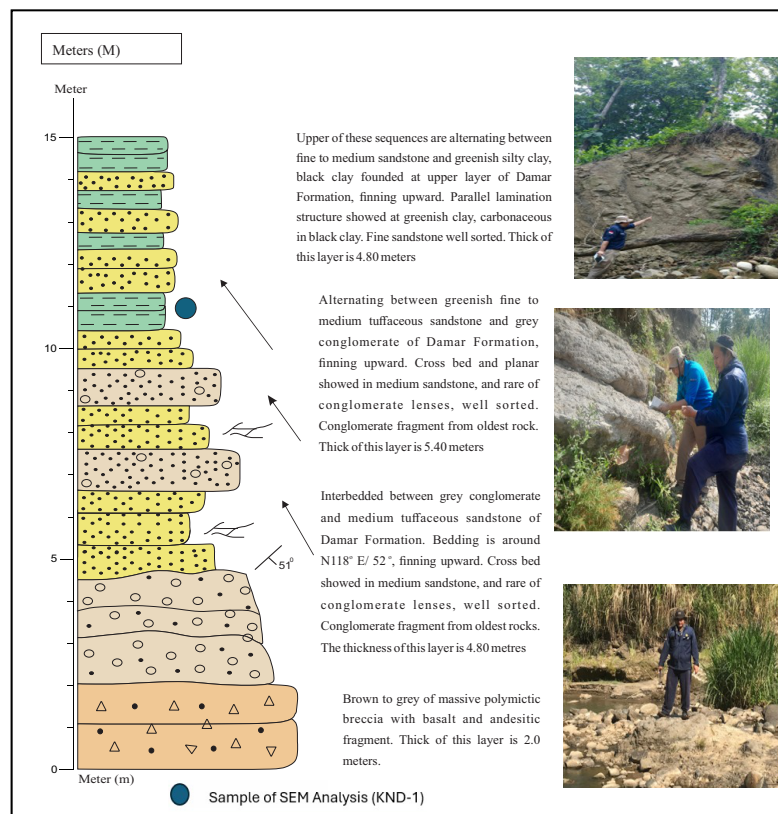 Meters (M)
Meter
15
10
5
0
Meter (m)
51⁰
Upper of these sequences are alternating between
fine to medium sandstone and greenish silty clay,
black clay founded at upper layer of Damar
Formation, finning upward. Parallel lamination
structure showed at greenish clay, carbonaceous
in black clay. Fine sandstone well sorted. Thick of
this layer is 4.80 meters
Alternating between greenish fine to
medium tuffaceous sandstone and grey
conglomerate of Damar Formation,
finning upward. Cross bed and planar
showed in medium sandstone, and rare of
conglomerate lenses, well sorted.
Conglomerate fragment from oldest rock.
Thick of this layer is 5.40 meters
Interbedded between grey conglomerate
and medium tuffaceous sandstone of
Damar Formation. Bedding is around
N118° E/ 52°, finning upward. Cross bed
showed in medium sandstone, and rare of
conglomerate lenses, well sorted.
Conglomerate fragment from oldest rocks.
The thickness of this layer is 4.80 metres
Brown to grey of massive polymictic
breccia with basalt and andesitic
fragment. Thick of this layer is 2.0
meters.
Sample of SEM Analysis (KND-1)